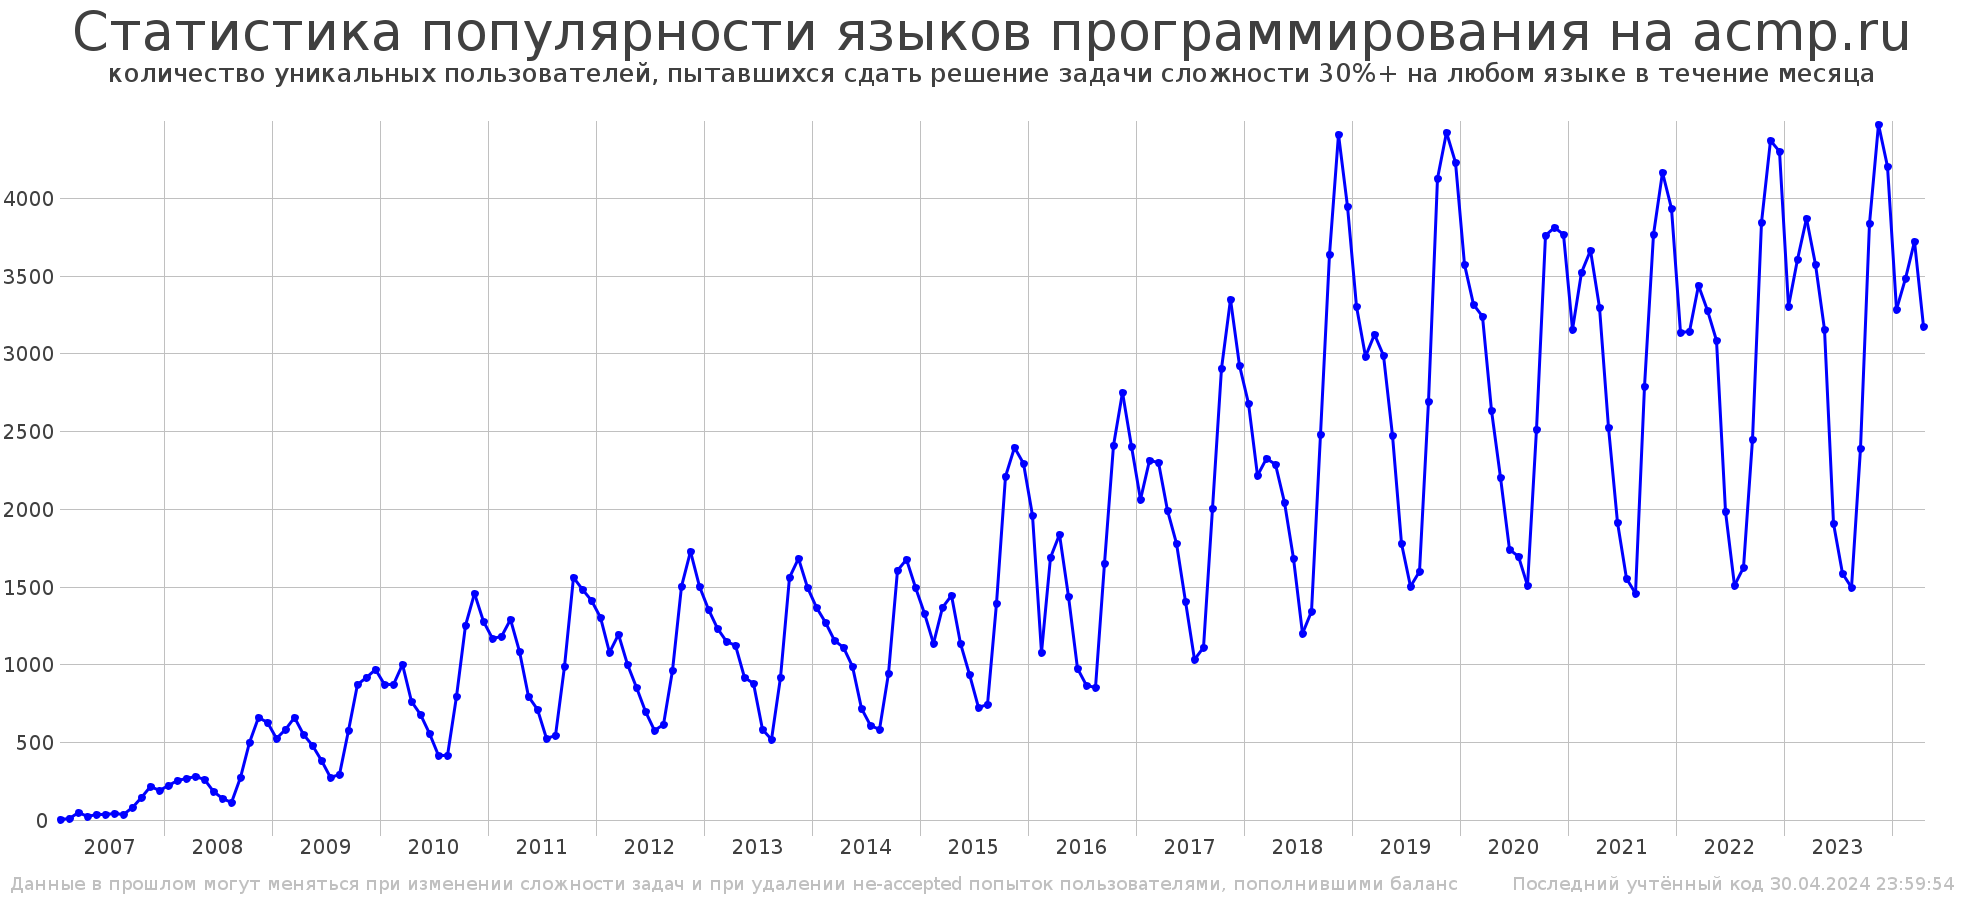 Статистика популярности языков программирования на acmp.ru
количество уникальных пользователей, пытавшихся сдать решение задачи сложности 30%+ на любом языке в течение месяца
4000
3500
3000
2500
2000
1500
1000
500
0
2007 2008 2009 2010 2011 2012 2013 2014 2015 2016 2017 2018 2019 2020 2021 2022 2023
Данные в прошлом могут меняться при изменении сложности задач и при удалении не-accepted попыток пользователями, пополнившими баланс Последний учтённый код 30.04.2024 23:59:54